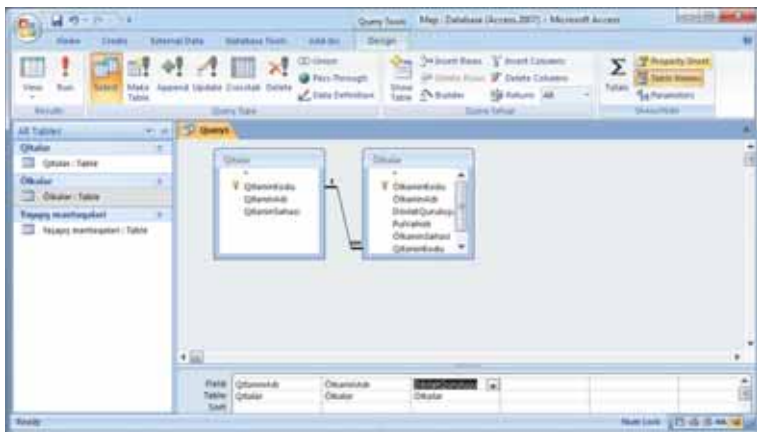 Query Tools Map : Database (Access 2007) - Microsoft Access
Home Create External Data Database Tools Add-Ins Design
View Run Select Make Table Append Update Crosstab Delete
Union
Pass-Through
Data Definition
Show Table
Insert Rows
Delete Rows
Builder
Insert Columns
Delete Columns
Return: All
Totals
Property Sheet
Table Names
Parameters
Results Query Type Query Setup Show/Hide
All Tables
Qitələr
Qitələr : Table
Ölkələr
Ölkələr : Table
Yaşayış məntəqələri
Yaşayış məntəqələri : Table
Query1
Qitələr
*
QitəninKodu
QitəninAdı
QitəninSahəsi
1
Ölkələr
*
ÖlkəninKodu
ÖlkəninAdı
DövlətQuruluşu
PulVahidi
ÖlkəninSahəsi
QitəninKodu
Field: QitəninAdı ÖlkəninAdı DövlətQuruluşu
Table: Qitələr Ölkələr Ölkələr
Sort:
Ready
Num Lock